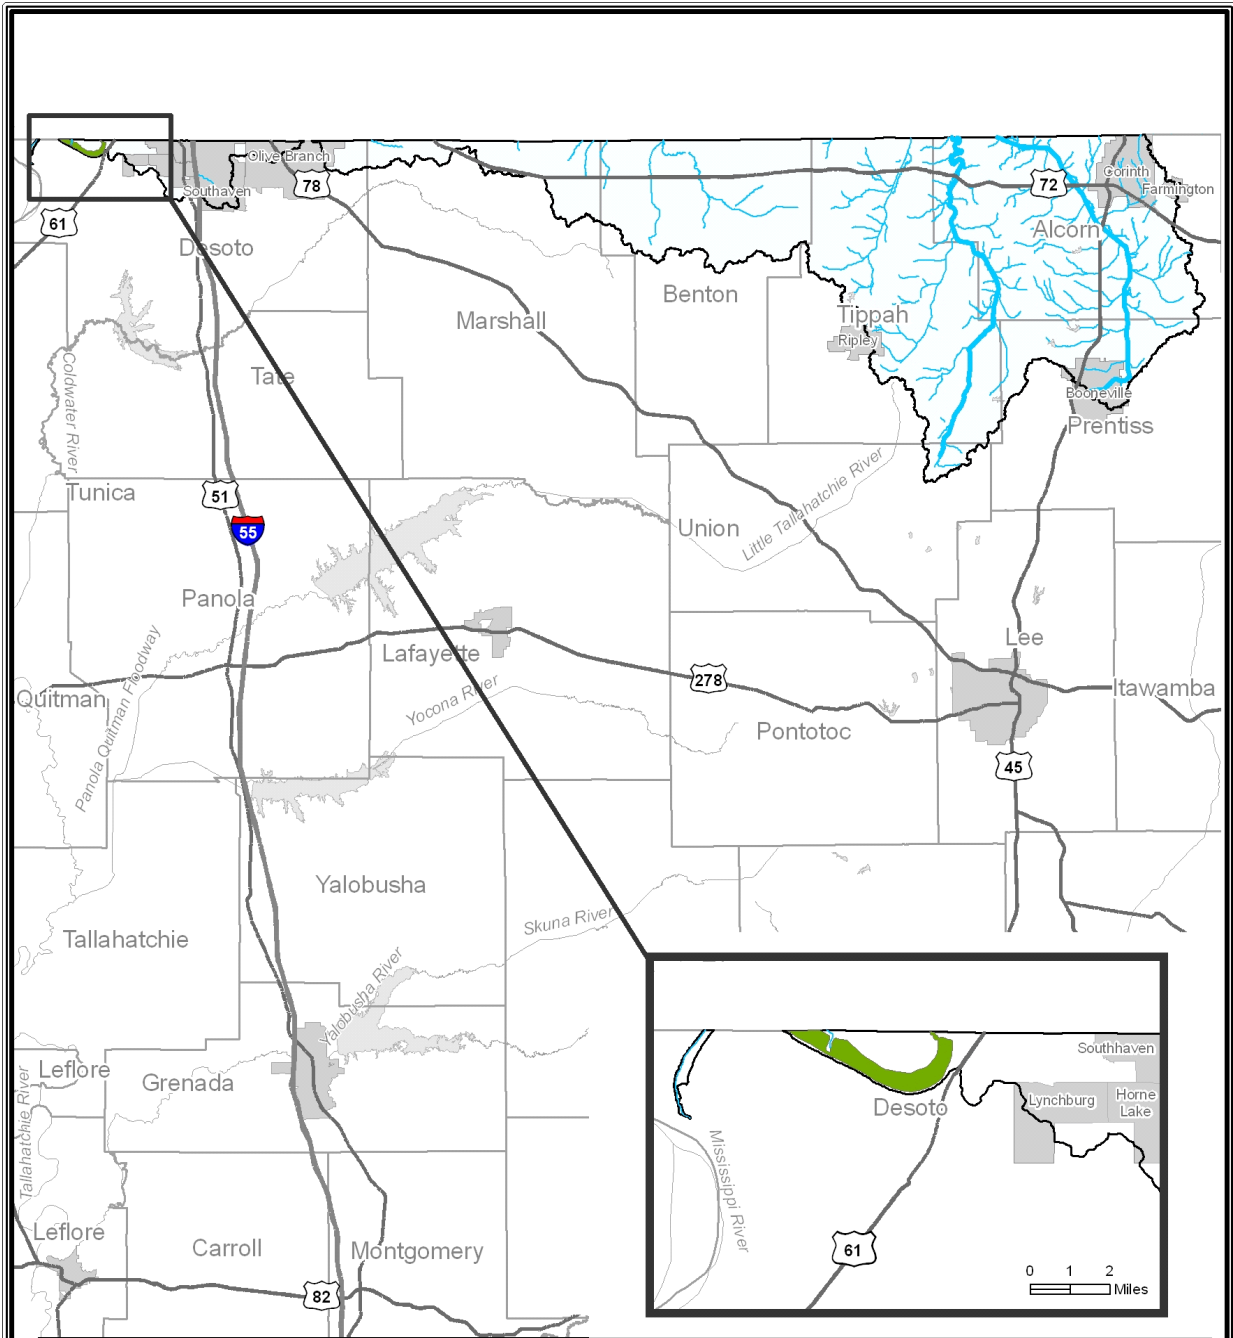 Olive Branch
78
Southaven
61
Desoto
72
Corinth
Farmington
Alcorn
Benton
Marshall
Tippah
Ripley
Tate
Coldwater River
Booneville
Prentiss
Tunica
51
55
Union
Little Tallahatchie River
Panola
Lafayette
Lee
278
Quitman
Panola Quitman Floodway
Yocona River
Itawamba
Pontotoc
45
Yalobusha
Skuna River
Tallahatchie
Yalobusha River
Leflore
Grenada
Tallahatchie River
Leflore
Carroll
Montgomery
82
Southhaven
Lynchburg
Horne
Lake
Desoto
Mississippi River
61
0 1 2
Miles